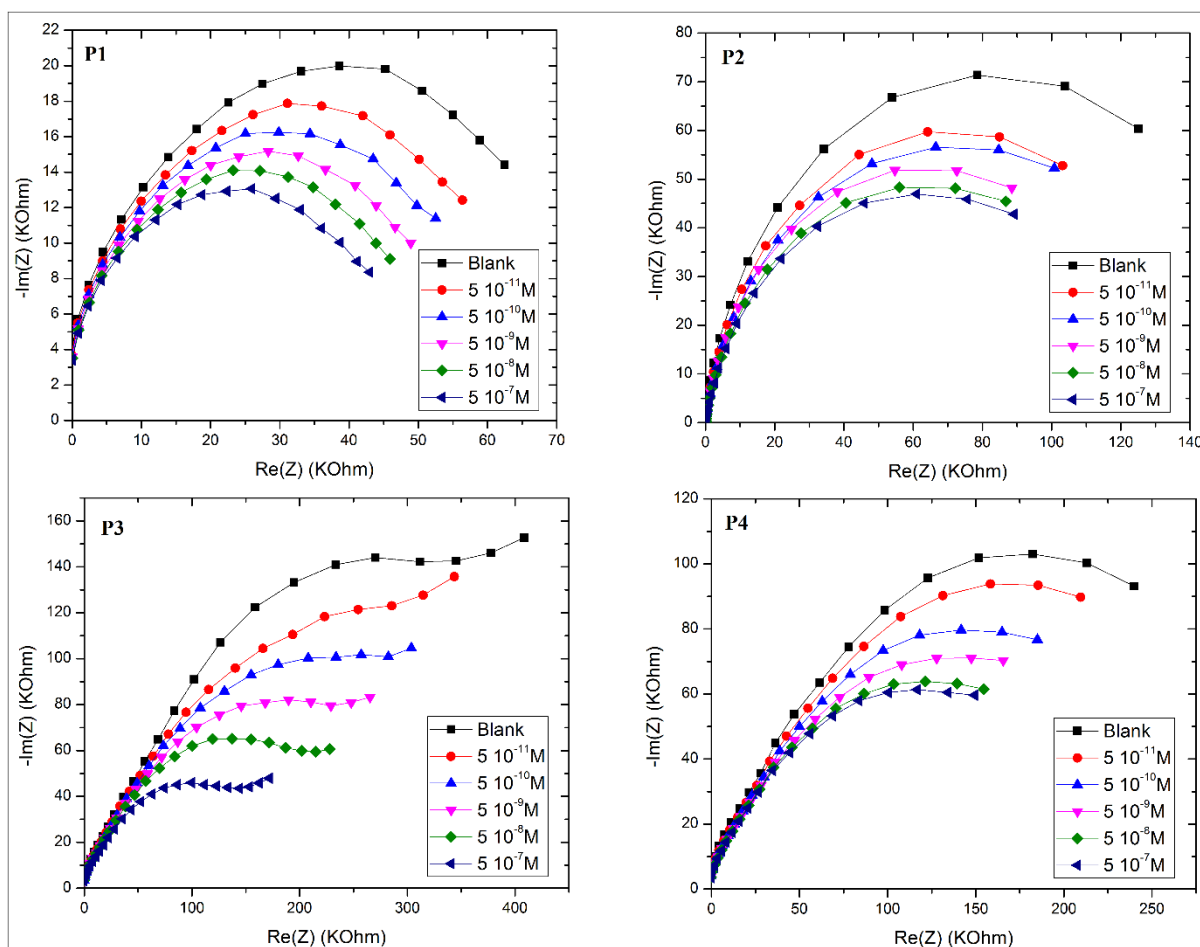 P1
20
18
16
14
12
10
8
6
4
2
0
-Im(Z) (KOhm)
Blank
5 10⁻¹¹M
5 10⁻¹⁰M
5 10⁻⁹M
5 10⁻⁸M
5 10⁻⁷M
0 10 20 30 40 50 60 70
Re(Z) (KOhm)
P2
80
70
60
50
40
30
20
10
0
-Im(Z) (KOhm)
Blank
5 10⁻¹¹M
5 10⁻¹⁰M
5 10⁻⁹M
5 10⁻⁸M
5 10⁻⁷M
0 20 40 60 80 100 120 140
Re(Z) (KOhm)
P3
160
140
120
100
80
60
40
20
0
-Im(Z) (KOhm)
Blank
5 10⁻¹¹M
5 10⁻¹⁰M
5 10⁻⁹M
5 10⁻⁸M
5 10⁻⁷M
0 100 200 300 400
Re(Z) (KOhm)
P4
120
100
80
60
40
20
0
-Im(Z) (KOhm)
Blank
5 10⁻¹¹M
5 10⁻¹⁰M
5 10⁻⁹M
5 10⁻⁸M
5 10⁻⁷M
0 50 100 150 200 250
Re(Z) (KOhm)